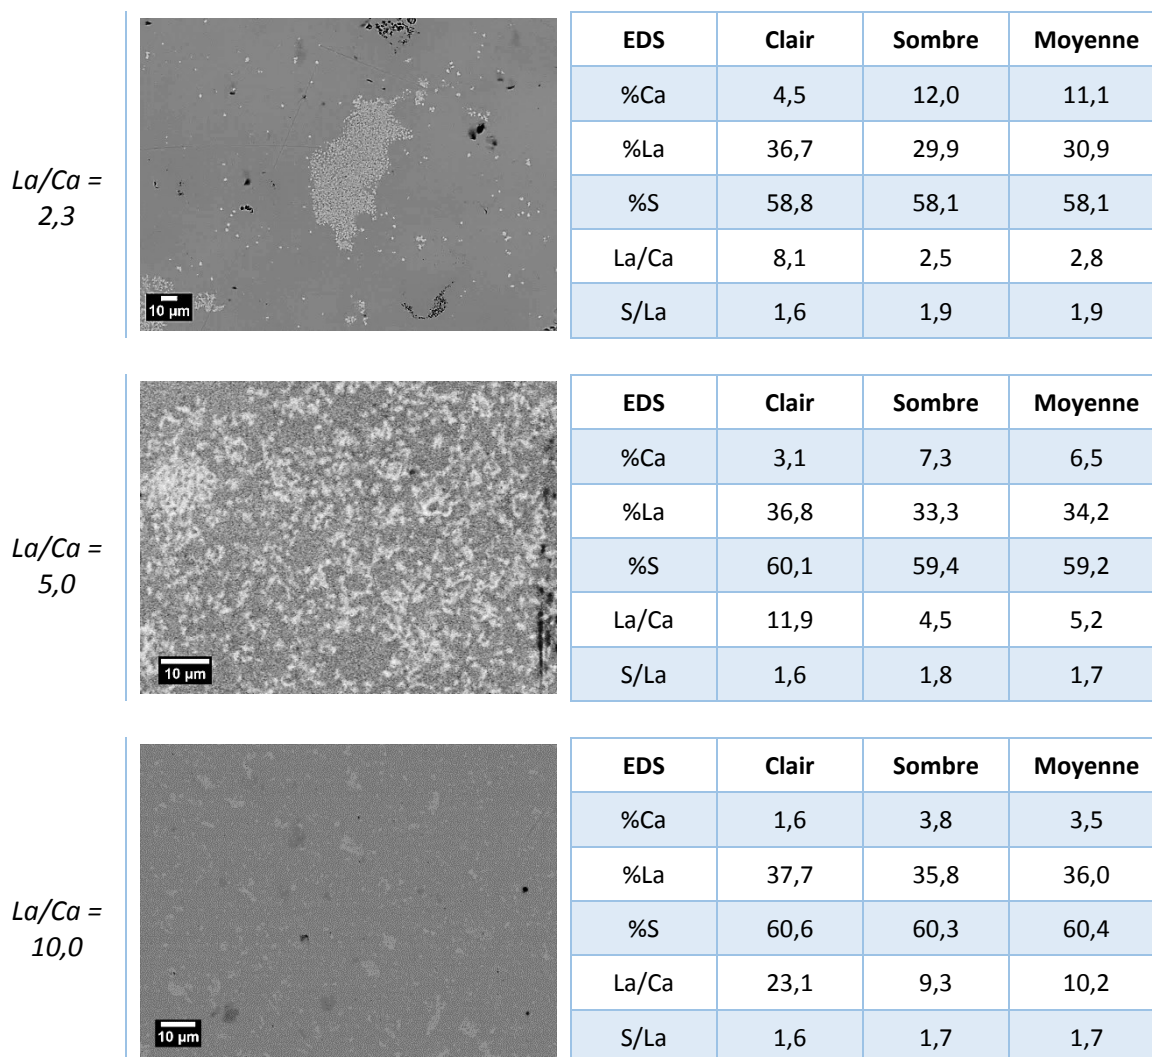 La/Ca =
2,3
10 µm
EDS Clair Sombre Moyenne
%Ca 4,5 12,0 11,1
%La 36,7 29,9 30,9
%S 58,8 58,1 58,1
La/Ca 8,1 2,5 2,8
S/La 1,6 1,9 1,9
La/Ca =
5,0
10 µm
EDS Clair Sombre Moyenne
%Ca 3,1 7,3 6,5
%La 36,8 33,3 34,2
%S 60,1 59,4 59,2
La/Ca 11,9 4,5 5,2
S/La 1,6 1,8 1,7
La/Ca =
10,0
10 µm
EDS Clair Sombre Moyenne
%Ca 1,6 3,8 3,5
%La 37,7 35,8 36,0
%S 60,6 60,3 60,4
La/Ca 23,1 9,3 10,2
S/La 1,6 1,7 1,7